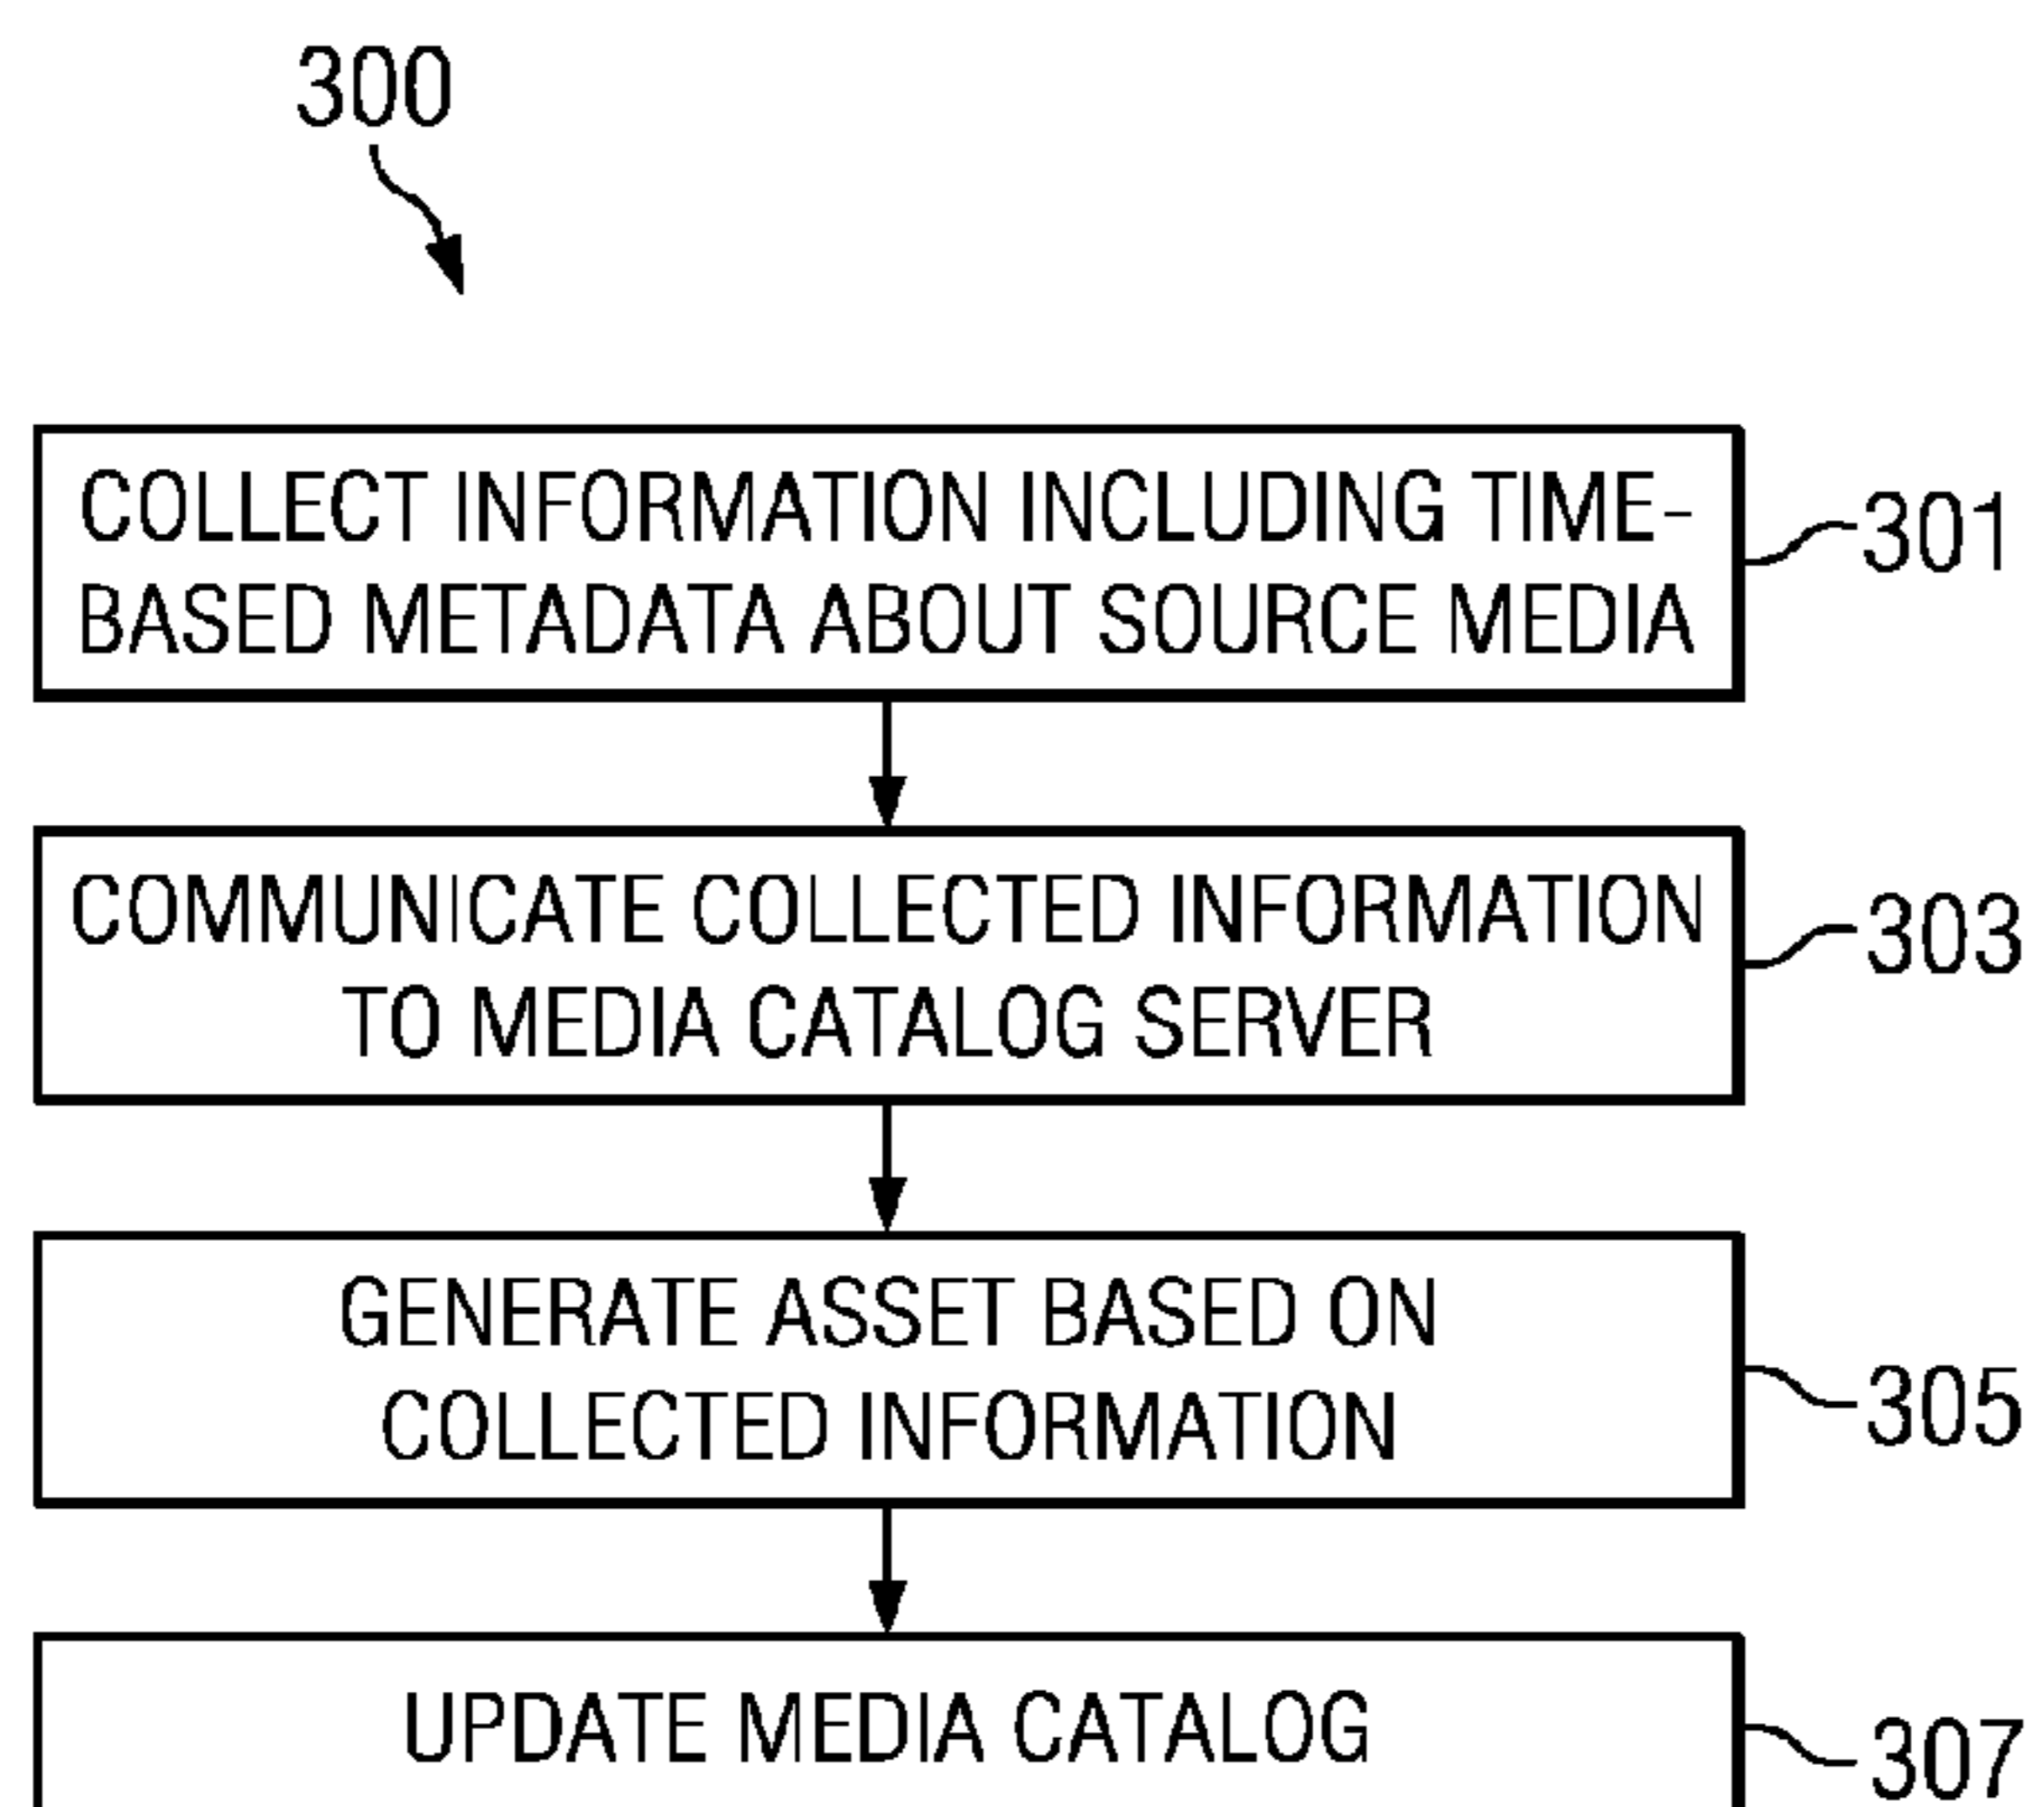 300
COLLECT INFORMATION INCLUDING TIME-
BASED METADATA ABOUT SOURCE MEDIA
301
COMMUNICATE COLLECTED INFORMATION
TO MEDIA CATALOG SERVER
303
GENERATE ASSET BASED ON
COLLECTED INFORMATION
305
UPDATE MEDIA CATALOG
307